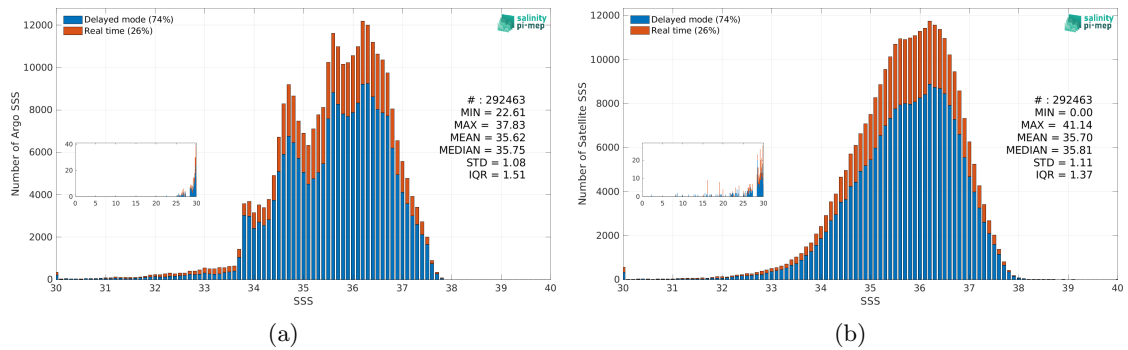 Delayed mode (74%)
Real time (26%)
salinity
pi-mep
12000
10000
8000
6000
4000
2000
0
Number of Argo SSS
# : 292463
MIN = 22.61
MAX = 37.83
MEAN = 35.62
MEDIAN = 35.75
STD = 1.08
IQR = 1.51
40
20
0
0 5 10 15 20 25 30
30 31 32 33 34 35 36 37 38 39 40
SSS
(a)
Delayed mode (74%)
Real time (26%)
salinity
pi-mep
12000
10000
8000
6000
4000
2000
0
Number of Satellite SSS
# : 292463
MIN = 0.00
MAX = 41.14
MEAN = 35.70
MEDIAN = 35.81
STD = 1.11
IQR = 1.37
20
10
0
0 5 10 15 20 25 30
30 31 32 33 34 35 36 37 38 39 40
SSS
(b)